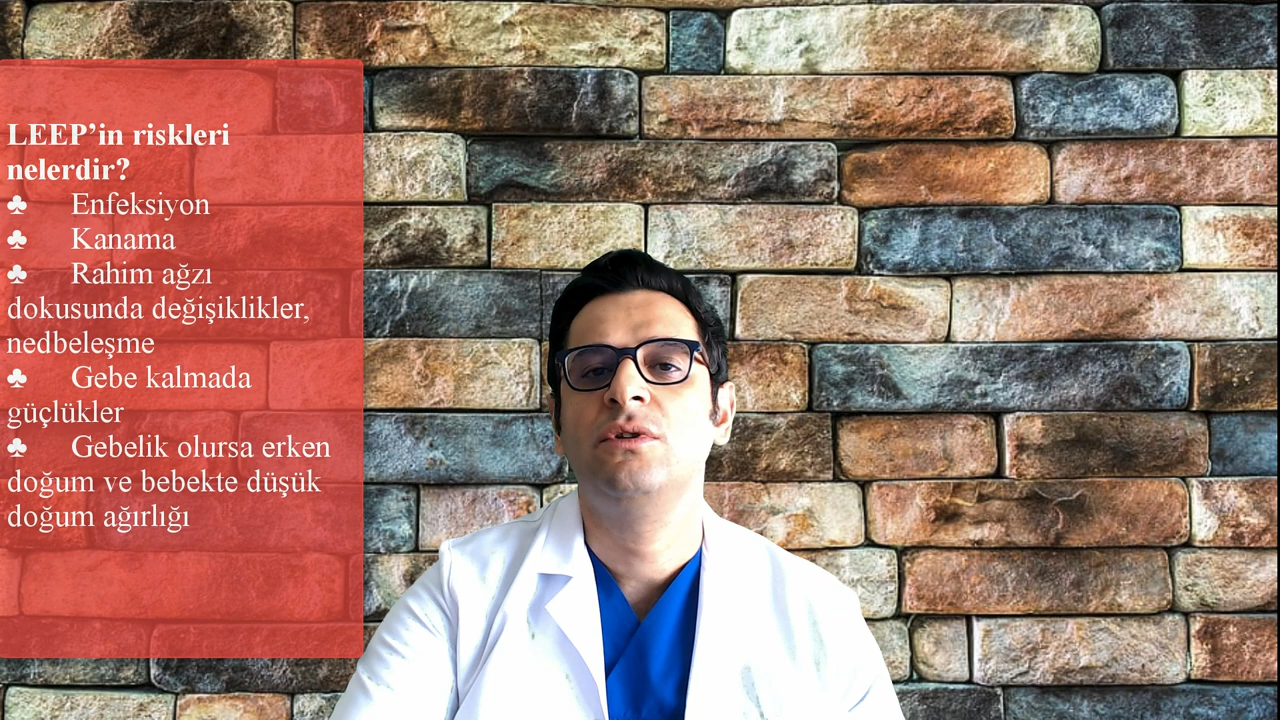 LEEP’in riskleri
nelerdir?
♣ Enfeksiyon
♣ Kanama
♣ Rahim ağzı
dokusunda değişiklikler,
nedbeleşme
♣ Gebe kalmada
güçlükler
♣ Gebelik olursa erken
doğum ve bebekte düşük
doğum ağırlığı